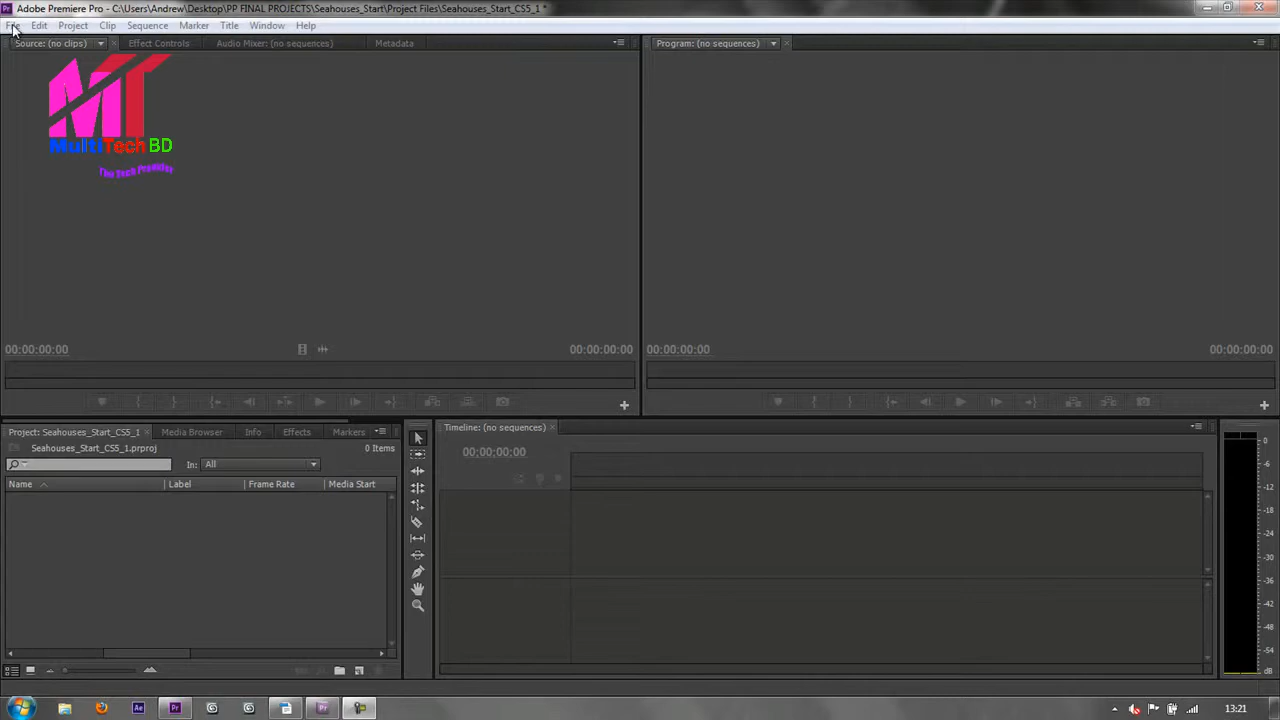 Adobe Premiere Pro - C:\Users\Andrew\Desktop\PP FINAL PROJECTS\Seahouses_Start\Project Files\Seahouses_Start_CS5_1 *
File Edit Project Clip Sequence Marker Title Window Help
Source: (no clips) Effect Controls Audio Mixer: (no sequences) Metadata
Program: (no sequences)
MT
MultiTech BD
The Tech Provider
00:00:00:00
00:00:00:00
00:00:00:00
00:00:00:00
Project: Seahouses_Start_CS5_1 Media Browser Info Effects Markers
Seahouses_Start_CS5_1.prproj
0 Items
In: All
Name Label Frame Rate Media Start
Timeline: (no sequences)
00;00;00;00
0
-6
-12
-18
-24
-30
-36
-42
-48
-54
dB
Ae
Pr
Pr
13:21